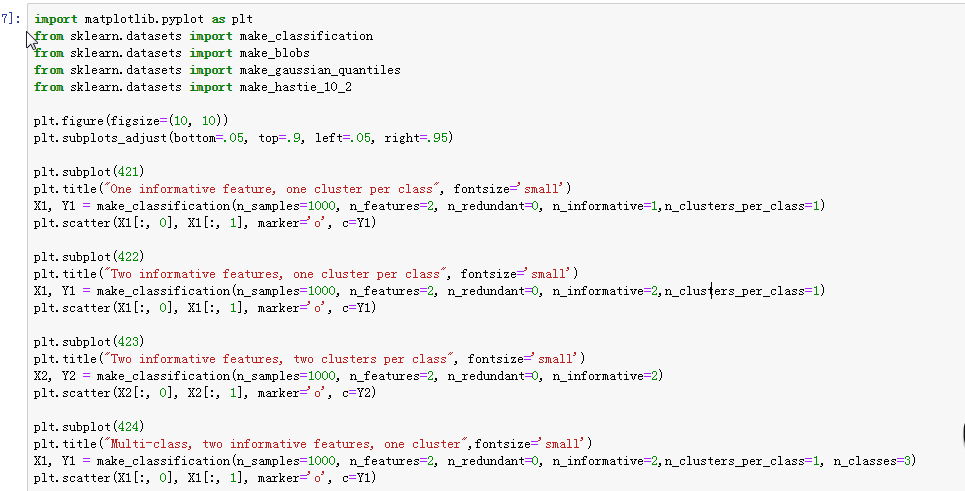 7]:
import matplotlib.pyplot as plt
from sklearn.datasets import make_classification
from sklearn.datasets import make_blobs
from sklearn.datasets import make_gaussian_quantiles
from sklearn.datasets import make_hastie_10_2
plt.figure(figsize=(10, 10))
plt.subplots_adjust(bottom=.05, top=.9, left=.05, right=.95)
plt.subplot(421)
plt.title("One informative feature, one cluster per class", fontsize='small')
X1, Y1 = make_classification(n_samples=1000, n_features=2, n_redundant=0, n_informative=1,n_clusters_per_class=1)
plt.scatter(X1[:, 0], X1[:, 1], marker='o', c=Y1)
plt.subplot(422)
plt.title("Two informative features, one cluster per class", fontsize='small')
X1, Y1 = make_classification(n_samples=1000, n_features=2, n_redundant=0, n_informative=2,n_clusters_per_class=1)
plt.scatter(X1[:, 0], X1[:, 1], marker='o', c=Y1)
plt.subplot(423)
plt.title("Two informative features, two clusters per class", fontsize='small')
X2, Y2 = make_classification(n_samples=1000, n_features=2, n_redundant=0, n_informative=2)
plt.scatter(X2[:, 0], X2[:, 1], marker='o', c=Y2)
plt.subplot(424)
plt.title("Multi-class, two informative features, one cluster",fontsize='small')
X1, Y1 = make_classification(n_samples=1000, n_features=2, n_redundant=0, n_informative=2,n_clusters_per_class=1, n_classes=3)
plt.scatter(X1[:, 0], X1[:, 1], marker='o', c=Y1)